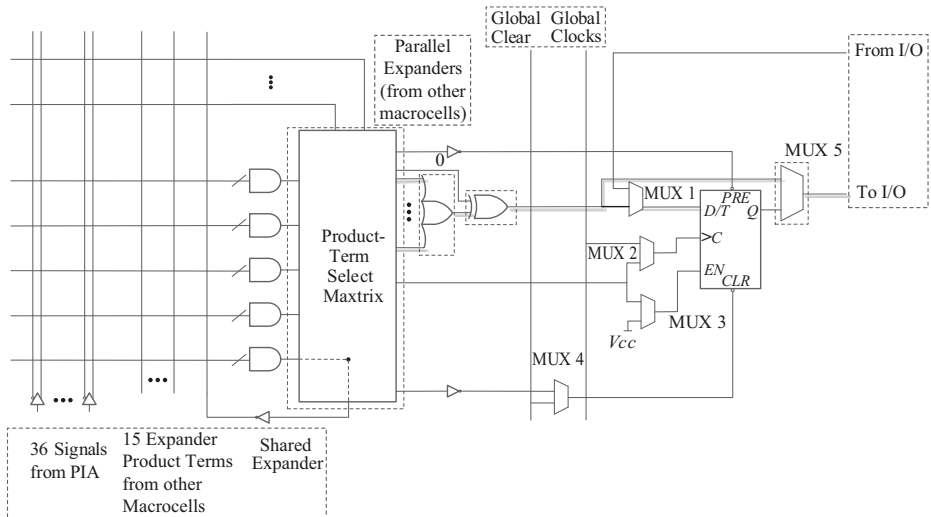 Global Global
Clear Clocks
Parallel
Expanders
(from other
macrocells)
From I/O
0
MUX 5
MUX 1
PRE
D/T Q
To I/O
Product-
Term
Select
Maxtrix
MUX 2
>C
EN
CLR
MUX 3
Vcc
MUX 4
36 Signals
from PIA
15 Expander
Product Terms
from other
Macrocells
Shared
Expander